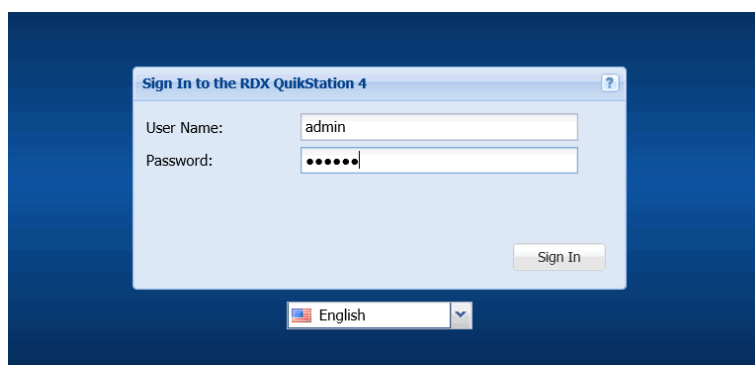 Sign In to the RDX QuikStation 4 ?
User Name: admin
Password: ••••••
Sign In
English